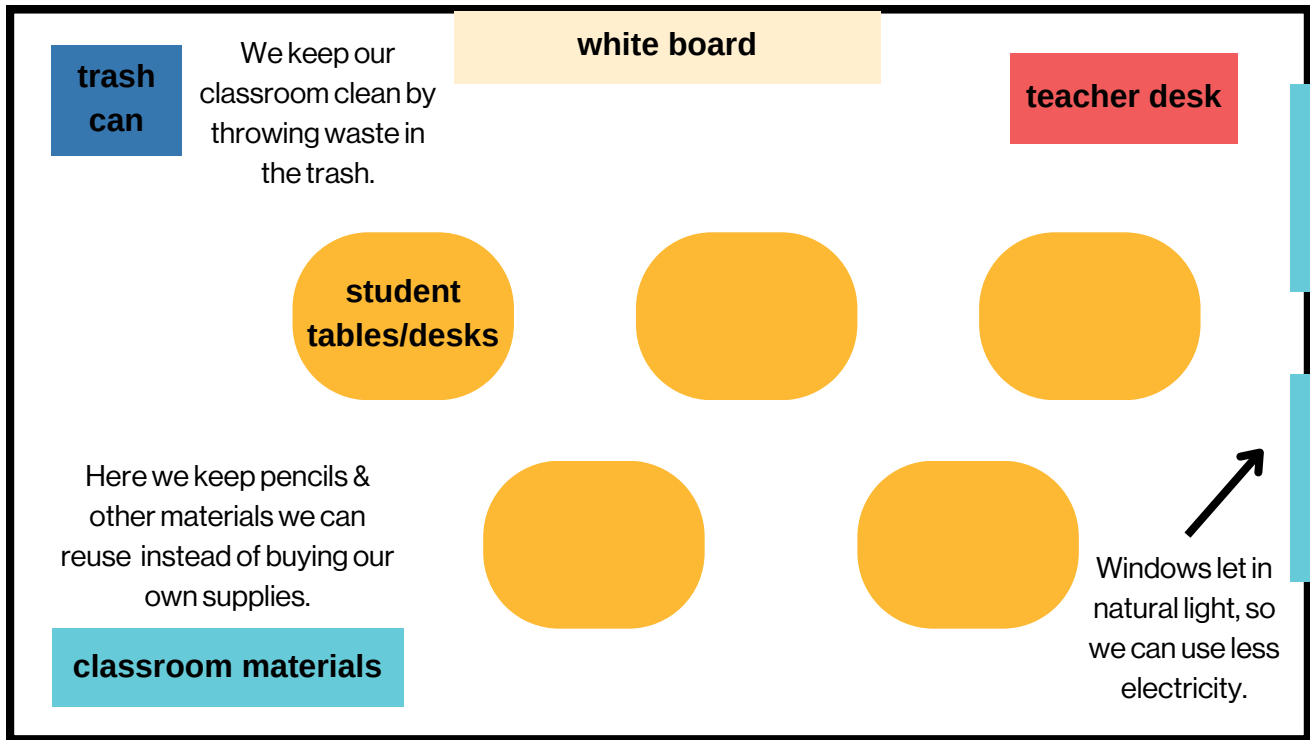 trash
can
We keep our
classroom clean by
throwing waste in
the trash.
white board
teacher desk
student
tables/desks
Here we keep pencils &
other materials we can
reuse instead of buying our
own supplies.
classroom materials
Windows let in
natural light, so
we can use less
electricity.